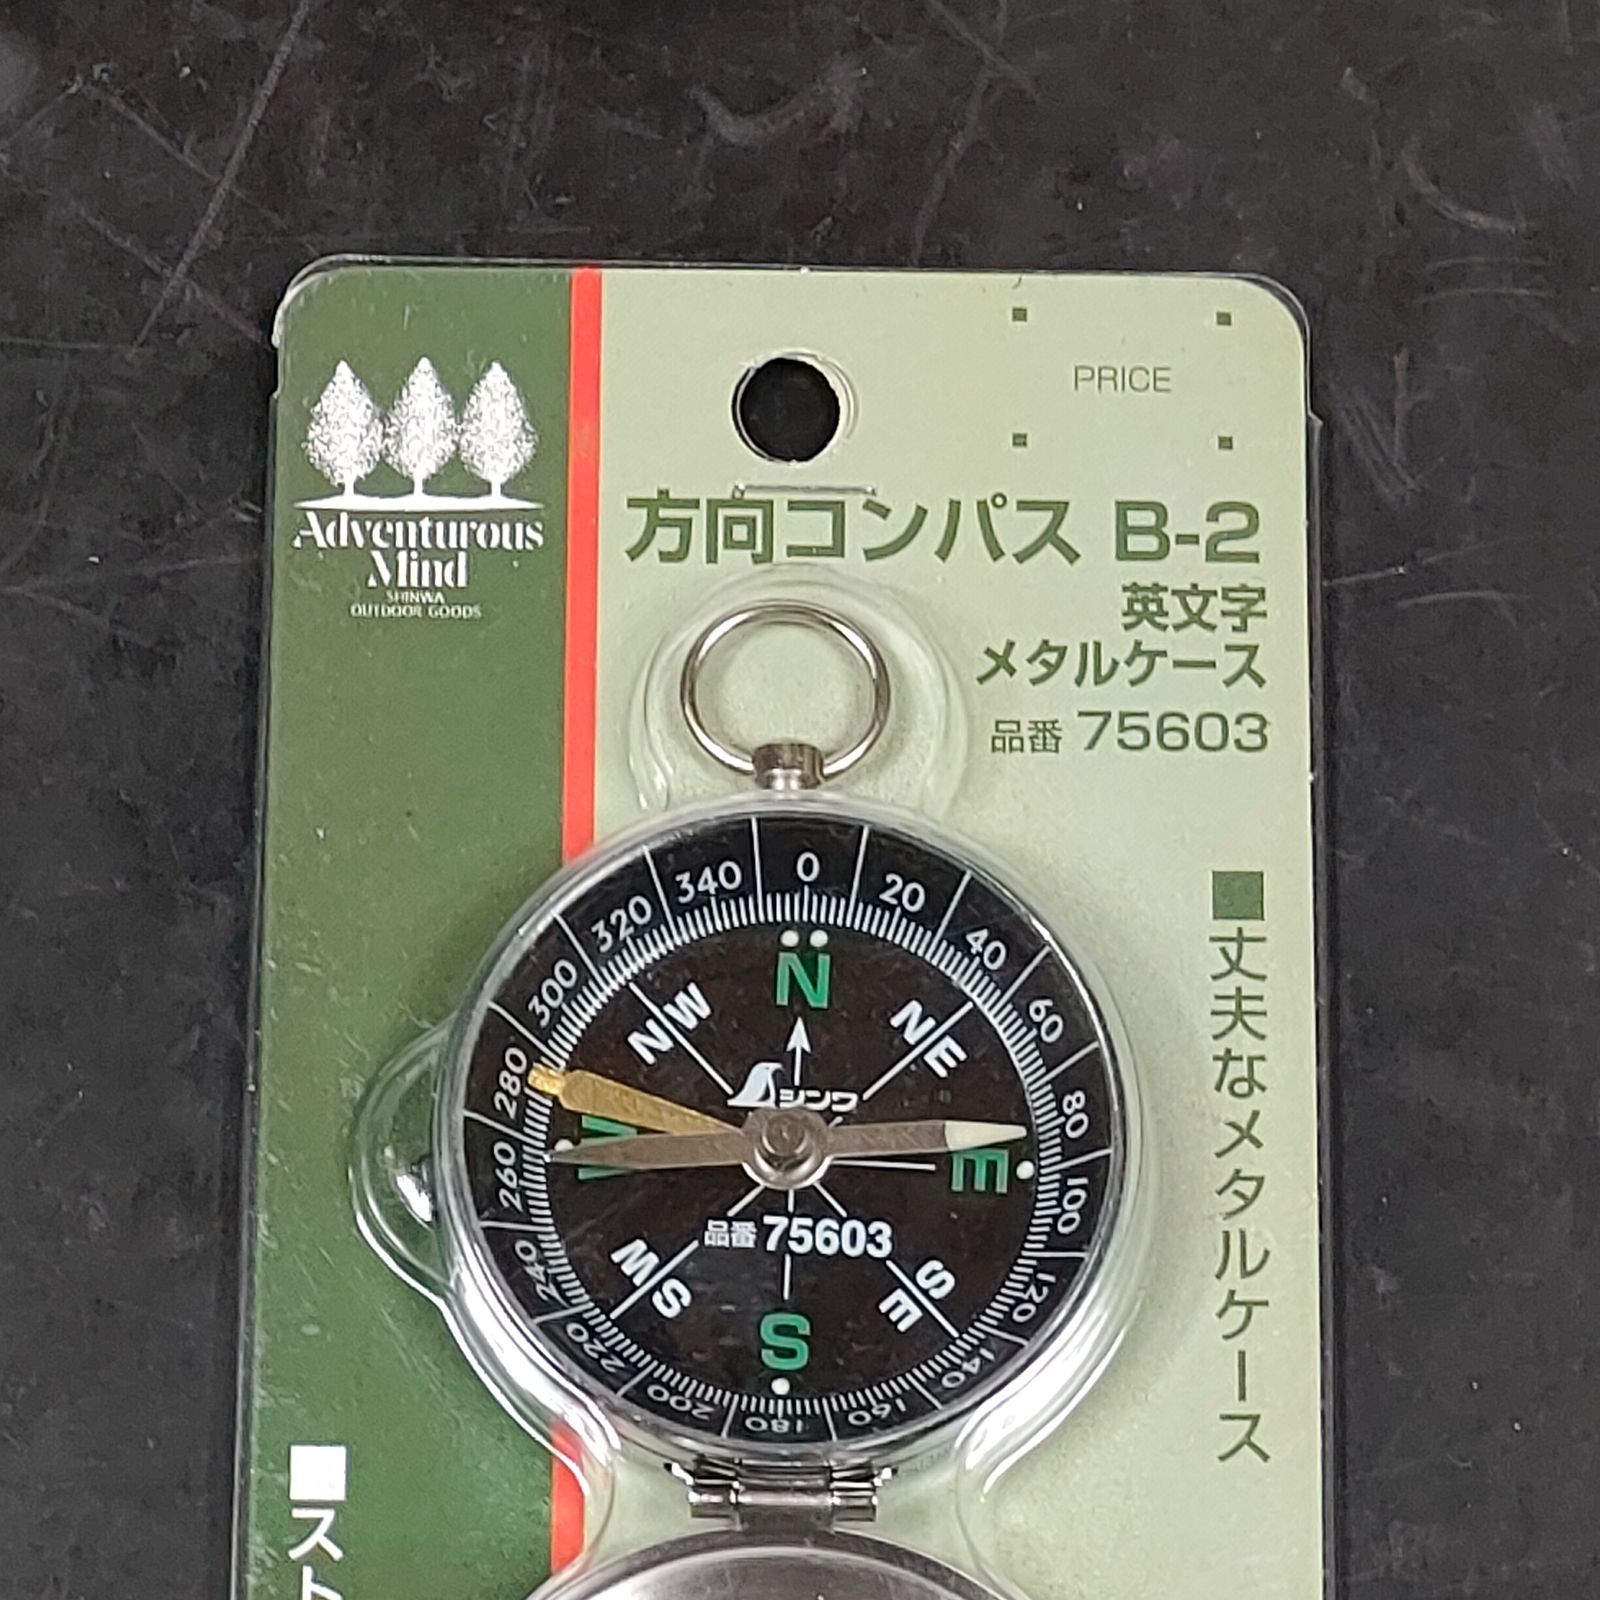 PRICE
Adventurous
Mind
SHINWA
OUTDOOR GOODS
方向コンパス B-2
英文字
メタルケース
品番 75603
■丈夫なメタルケース
0
20
40
60
80
100
120
140
160
180
200
220
240
260
280
300
320
340
N
NE
E
SE
S
SW
W
NW
シンワ
品番 75603
■スト